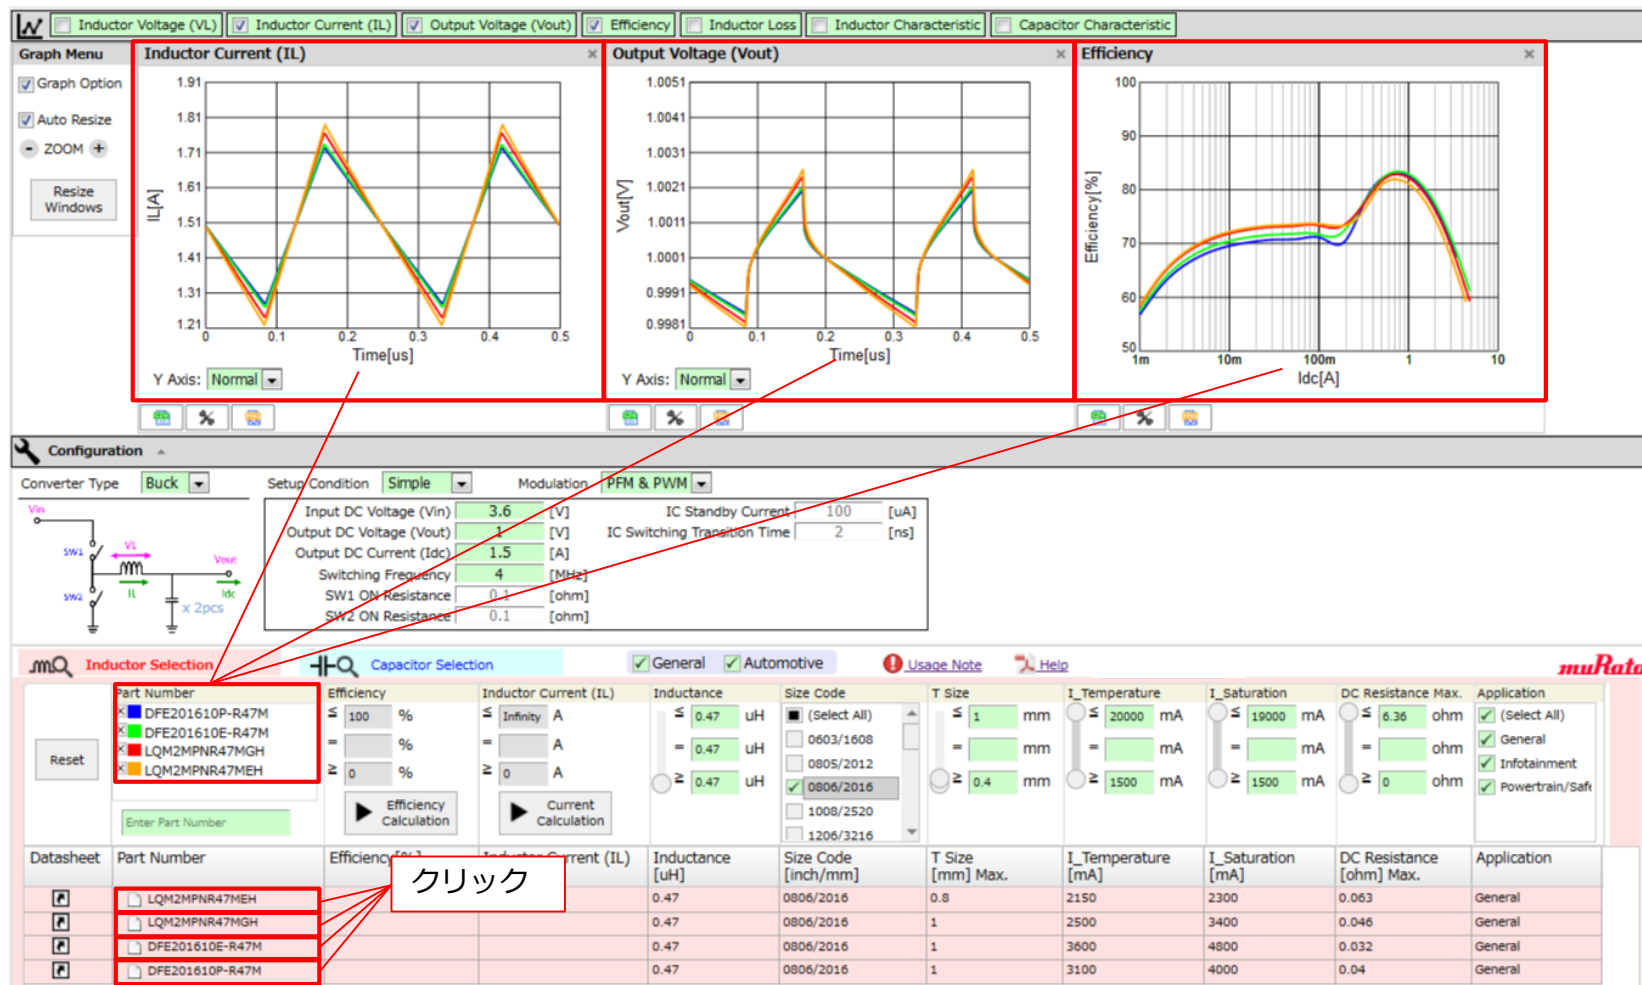 Inductor Voltage (VL) Inductor Current (IL) Output Voltage (Vout) Efficiency Inductor Loss Inductor Characteristic Capacitor Characteristic
Graph Menu
Graph Option
Auto Resize
- ZOOM +
Resize
Windows
Inductor Current (IL) ×
1.91
1.81
1.71
1.61
1.51
1.41
1.31
1.21
IL[A]
0 0.1 0.2 0.3 0.4 0.5
Time[us]
Y Axis: Normal
Output Voltage (Vout) ×
1.0051
1.0041
1.0031
1.0021
1.0011
1.0001
0.9991
0.9981
Vout[V]
0 0.1 0.2 0.3 0.4 0.5
Time[us]
Y Axis: Normal
Efficiency ×
100
90
80
70
60
50
Efficiency[%]
1m 10m 100m 1 10
Idc[A]
Configuration
Converter Type Buck Setup Condition Simple Modulation PFM & PWM
Vin
SW1
VL
Vout
IL
Idc
SW2
x 2pcs
Input DC Voltage (Vin) 3.6 [V] IC Standby Current 100 [uA]
Output DC Voltage (Vout) 1 [V] IC Switching Transition Time 2 [ns]
Output DC Current (Idc) 1.5 [A]
Switching Frequency 4 [MHz]
SW1 ON Resistance 0.1 [ohm]
SW2 ON Resistance 0.1 [ohm]
Inductor Selection Capacitor Selection General Automotive Usage Note Help muRata
Reset
Part Number
DFE201610P-R47M
DFE201610E-R47M
LQM2MPNR47MGH
LQM2MPNR47MEH
Enter Part Number
Efficiency
≤ 100 %
= %
≥ 0 %
Efficiency
Calculation
Inductor Current (IL)
≤ Infinity A
= A
≥ 0 A
Current
Calculation
Inductance
≤ 0.47 uH
= 0.47 uH
≥ 0.47 uH
Size Code
(Select All)
0603/1608
0805/2012
0806/2016
1008/2520
1206/3216
T Size
≤ 1 mm
= mm
≥ 0.4 mm
I_Temperature
≤ 20000 mA
= mA
≥ 1500 mA
I_Saturation
≤ 19000 mA
= mA
≥ 1500 mA
DC Resistance Max.
≤ 6.36 ohm
= ohm
≥ 0 ohm
Application
(Select All)
General
Infotainment
Powertrain/Safe
Datasheet Part Number Inductance Size Code T Size I_Temperature I_Saturation DC Resistance Application
[uH] [inch/mm] [mm] Max. [mA] [mA] [ohm] Max.
クリック
LQM2MPNR47MEH 0.47 0806/2016 0.8 2150 2300 0.063 General
LQM2MPNR47MGH 0.47 0806/2016 1 2500 3400 0.046 General
DFE201610E-R47M 0.47 0806/2016 1 3600 4800 0.032 General
DFE201610P-R47M 0.47 0806/2016 1 3100 4000 0.04 General